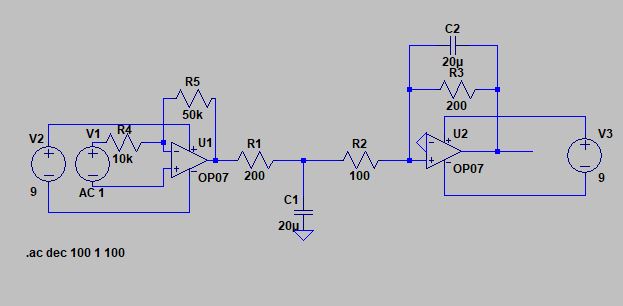 C2
20µ
R3
200
R5
50k
V2
V1
R4
10k
U1
OP07
R1
200
R2
100
U2
OP07
V3
9
AC 1
9
C1
20µ
.ac dec 100 1 100